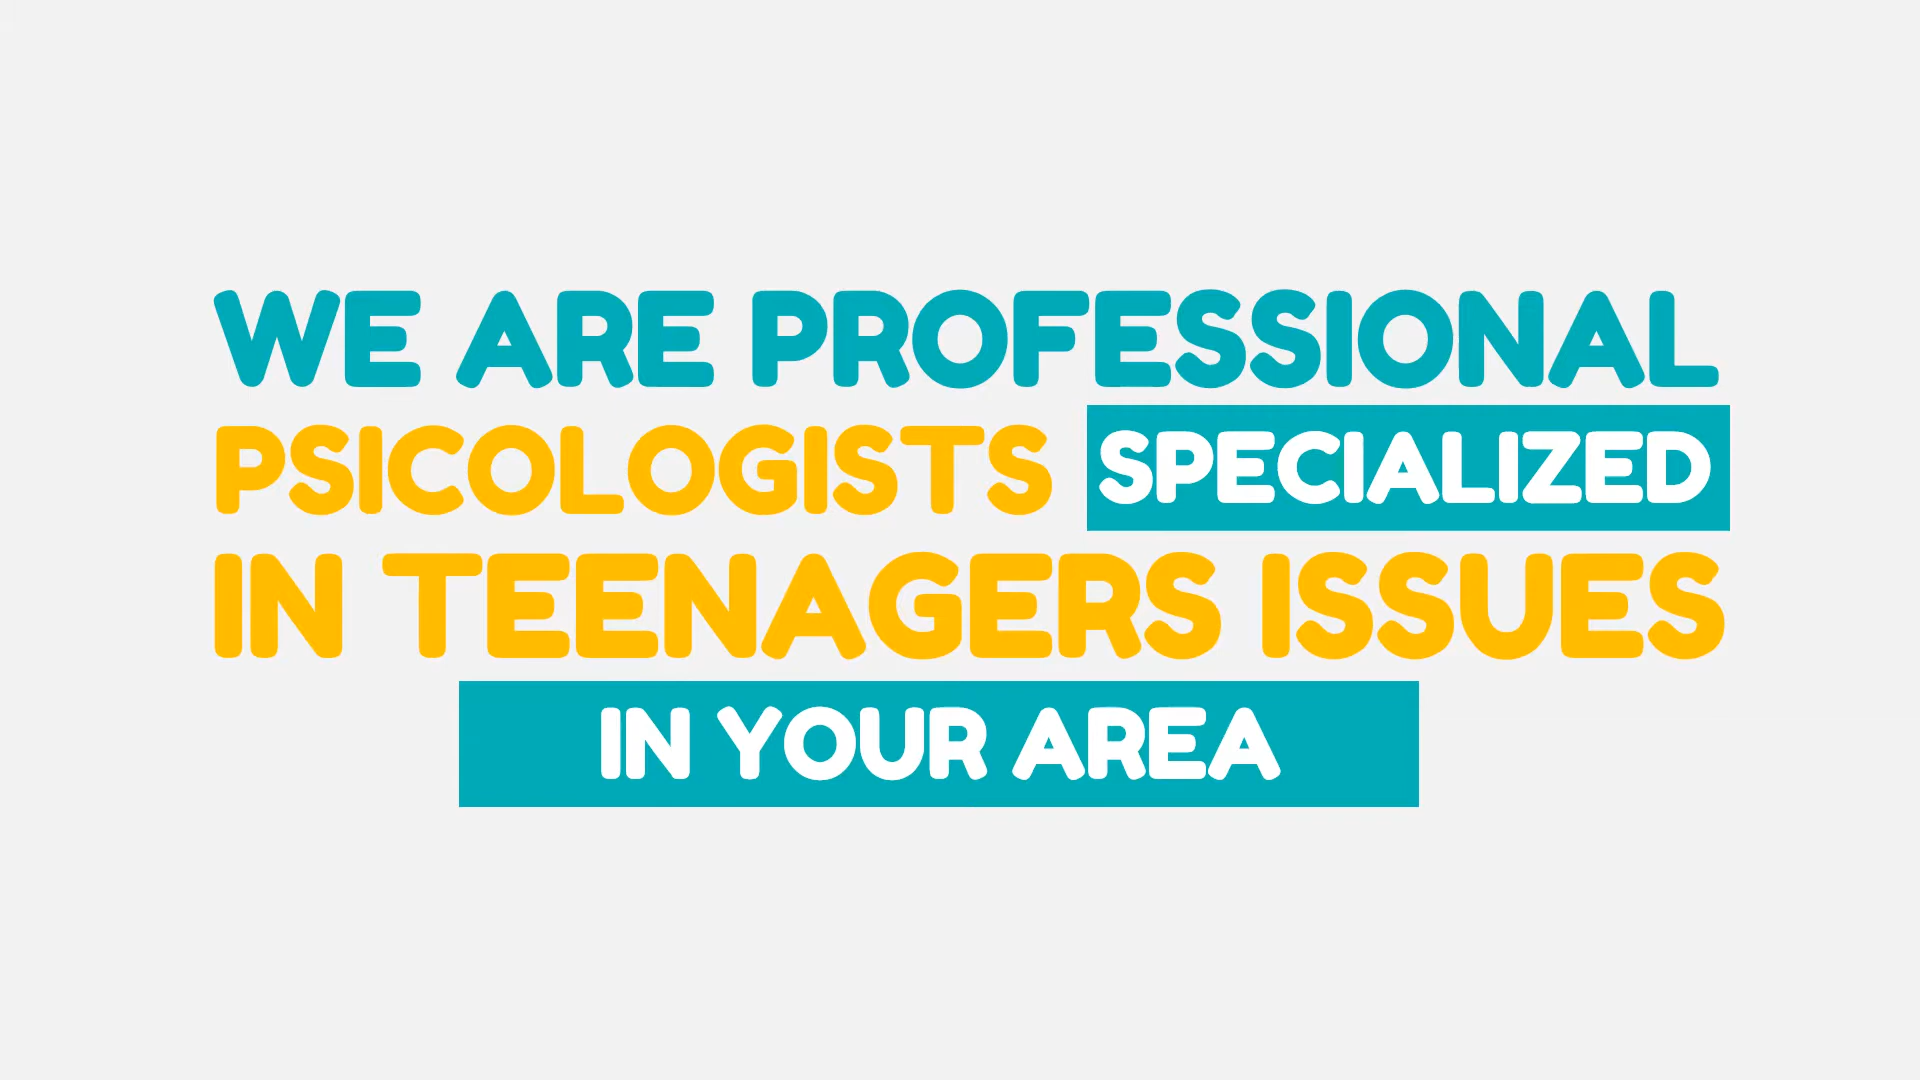 WE ARE PROFESSIONAL
PSICOLOGISTS SPECIALIZED
IN TEENAGERS ISSUES
IN YOUR AREA